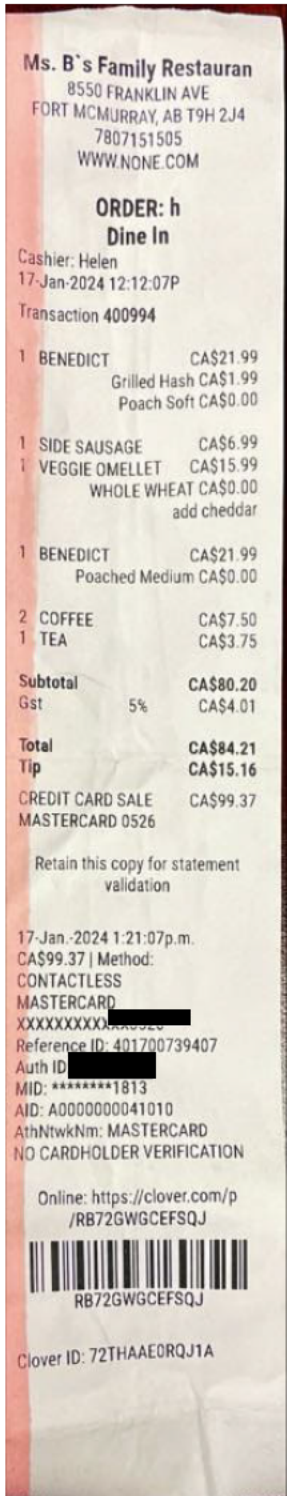 Ms. B`s Family Restauran
8550 FRANKLIN AVE
FORT MCMURRAY, AB T9H 2J4
7807151505
WWW.NONE.COM
ORDER: h
Dine In
Cashier: Helen
17-Jan-2024 12:12:07P
Transaction 400994
1 BENEDICT CA$21.99
Grilled Hash CA$1.99
Poach Soft CA$0.00
1 SIDE SAUSAGE CA$6.99
1 VEGGIE OMELLET CA$15.99
WHOLE WHEAT CA$0.00
add cheddar
1 BENEDICT CA$21.99
Poached Medium CA$0.00
2 COFFEE CA$7.50
1 TEA CA$3.75
Subtotal CA$80.20
Gst 5% CA$4.01
Total CA$84.21
Tip CA$15.16
CREDIT CARD SALE CA$99.37
MASTERCARD 0526
Retain this copy for statement
validation
17-Jan.-2024 1:21:07p.m.
CA$99.37 | Method:
CONTACTLESS
MASTERCARD
XXXXXXXXXX
Reference ID: 401700739407
Auth ID
MID: ********1813
AID: A0000000041010
AthNtwkNm: MASTERCARD
NO CARDHOLDER VERIFICATION
Online: https://clover.com/p
/RB72GWGCEFSQJ
RB72GWGCEFSQJ
Clover ID: 72THAAE0RQJ1A